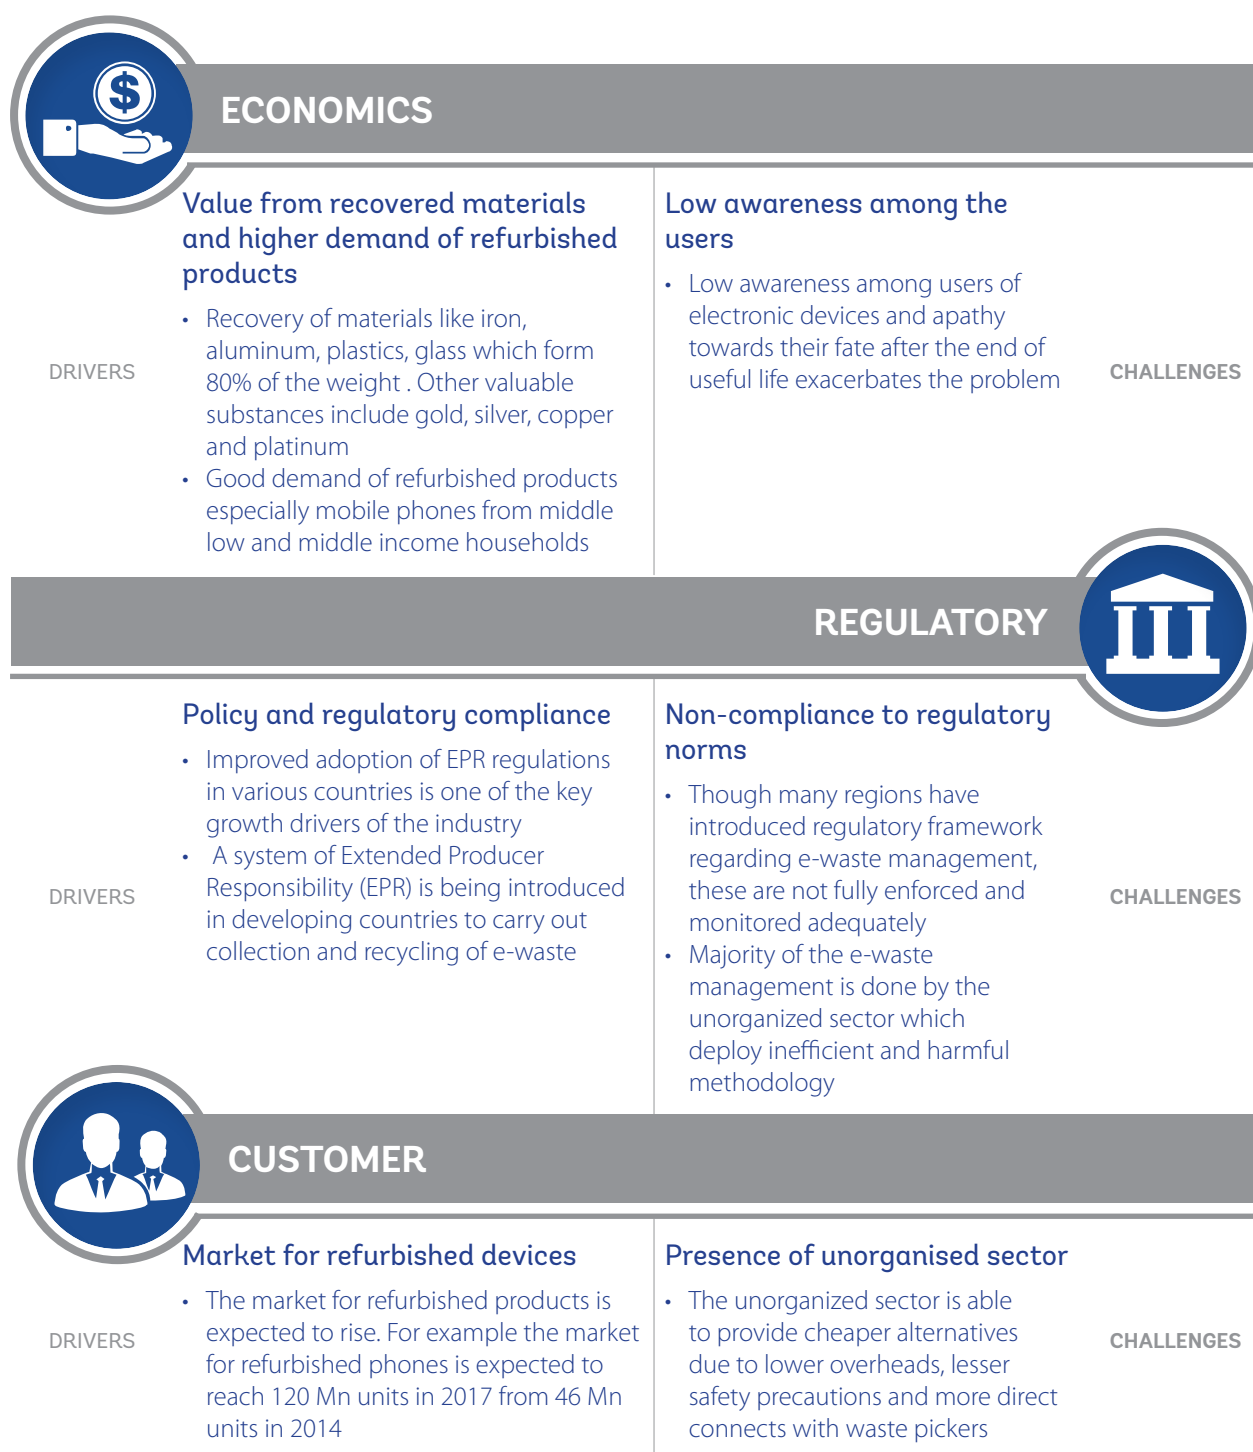 $
ECONOMICS
DRIVERS
Value from recovered materials
and higher demand of refurbished
products
• Recovery of materials like iron,
aluminum, plastics, glass which form
80% of the weight . Other valuable
substances include gold, silver, copper
and platinum
• Good demand of refurbished products
especially mobile phones from middle
low and middle income households
Low awareness among the
users
• Low awareness among users of
electronic devices and apathy
towards their fate after the end of
useful life exacerbates the problem
CHALLENGES
REGULATORY
DRIVERS
Policy and regulatory compliance
• Improved adoption of EPR regulations
in various countries is one of the key
growth drivers of the industry
• A system of Extended Producer
Responsibility (EPR) is being introduced
in developing countries to carry out
collection and recycling of e-waste
Non-compliance to regulatory
norms
• Though many regions have
introduced regulatory framework
regarding e-waste management,
these are not fully enforced and
monitored adequately
• Majority of the e-waste
management is done by the
unorganized sector which
deploy inefficient and harmful
methodology
CHALLENGES
CUSTOMER
DRIVERS
Market for refurbished devices
• The market for refurbished products is
expected to rise. For example the market
for refurbished phones is expected to
reach 120 Mn units in 2017 from 46 Mn
units in 2014
Presence of unorganised sector
• The unorganized sector is able
to provide cheaper alternatives
due to lower overheads, lesser
safety precautions and more direct
connects with waste pickers
CHALLENGES